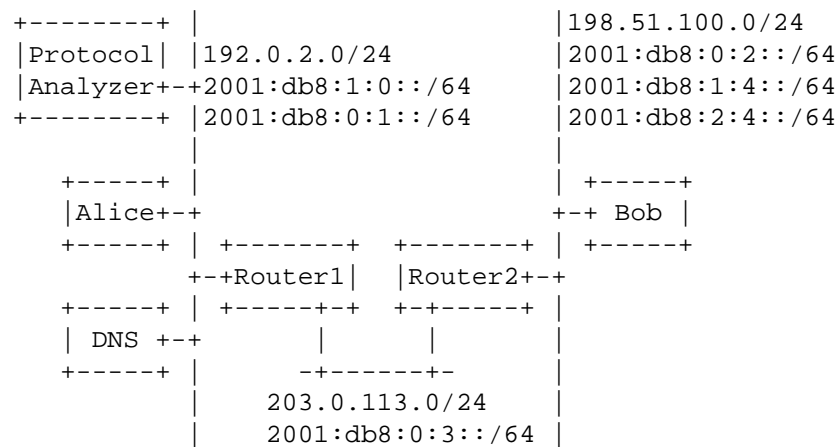 198.51.100.0/24
Protocol 192.0.2.0/24 2001:db8:0:2::/64
Analyzer 2001:db8:1:0::/64 2001:db8:1:4::/64
2001:db8:0:1::/64 2001:db8:2:4::/64
Alice Bob
Router1 Router2
DNS
203.0.113.0/24
2001:db8:0:3::/64